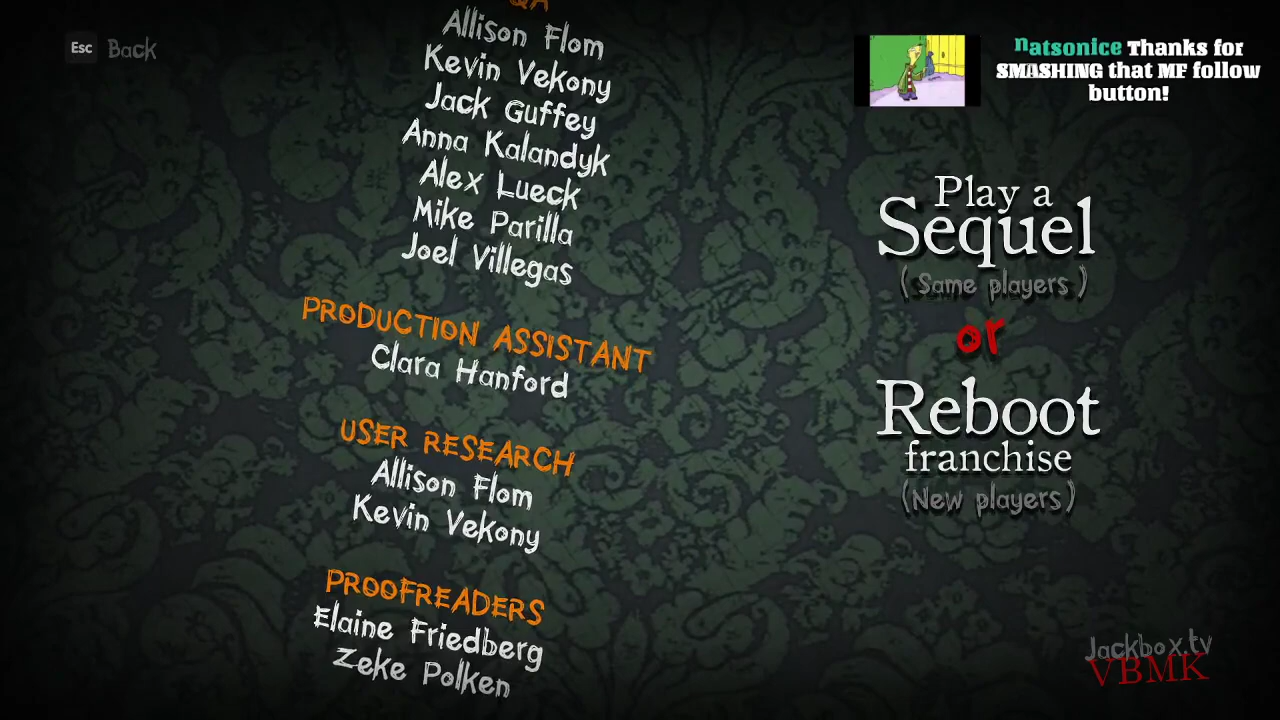 Esc Back
QA
Allison Flom
Kevin Vekony
Jack Guffey
Anna Kalandyk
Alex Lueck
Mike Parilla
Joel Villegas
PRODUCTION ASSISTANT
Clara Hanford
USER RESEARCH
Allison Flom
Kevin Vekony
PROOFREADERS
Elaine Friedberg
Zeke Polken
natsonice Thanks for
SMASHING that MF follow
button!
Play a
Sequel
(Same players)
or
Reboot
franchise
(New players)
Jackbox.tv
VBMK